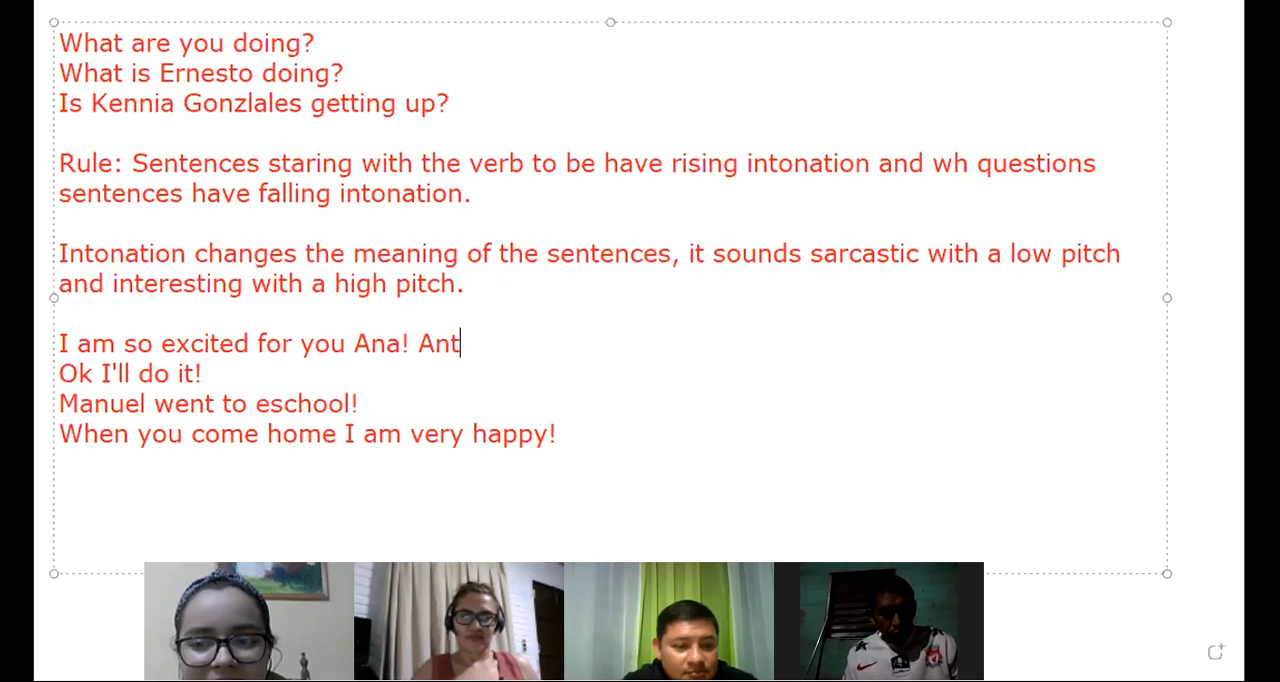 What are you doing?
What is Ernesto doing?
Is Kennia Gonzlales getting up?
Rule: Sentences staring with the verb to be have rising intonation and wh questions
sentences have falling intonation.
Intonation changes the meaning of the sentences, it sounds sarcastic with a low pitch
and interesting with a high pitch.
I am so excited for you Ana! Ant
Ok I'll do it!
Manuel went to eschool!
When you come home I am very happy!